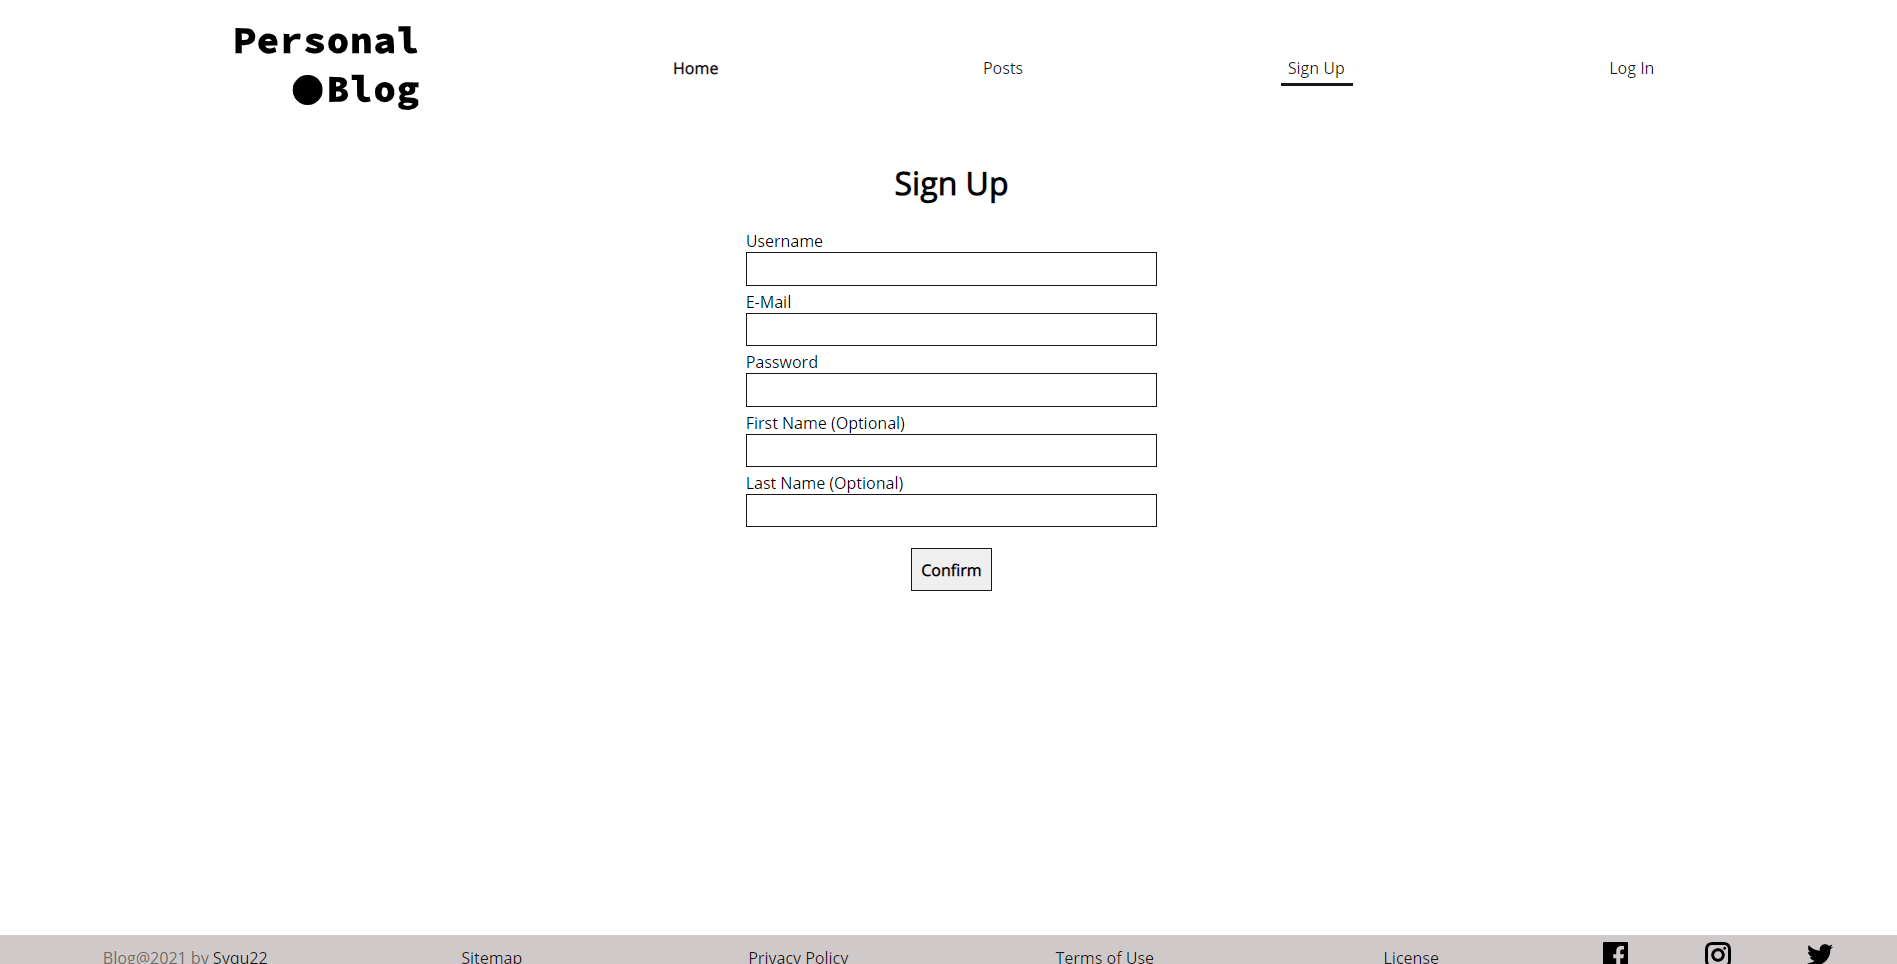 Personal
Blog
Home
Posts
Sign Up
Log In
Sign Up
Username
E-Mail
Password
First Name (Optional)
Last Name (Optional)
Confirm
Blog@2021 by Syqu22
Sitemap
Privacy Policy
Terms of Use
License